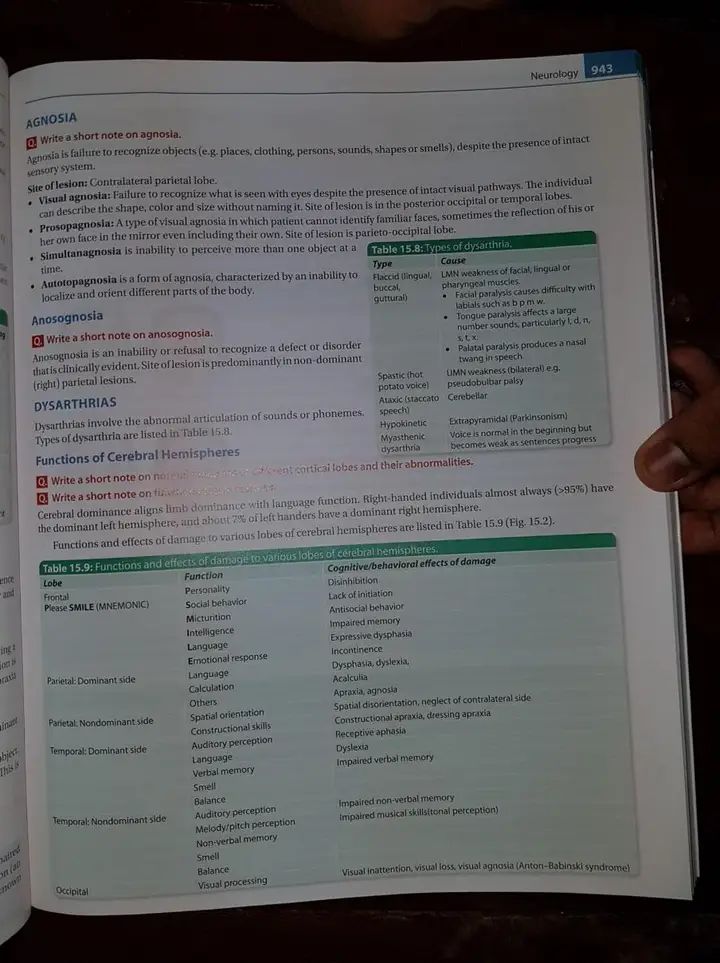 Neurology 943
AGNOSIA
Q. Write a short note on agnosia.
Agnosia is failure to recognize objects (e.g. places, clothing, persons, sounds, shapes or smells), despite the presence of intact
sensory system.
Site of lesion: Contralateral parietal lobe.
• Visual agnosia: Failure to recognize what is seen with eyes despite the presence of intact visual pathways. The individual
can describe the shape, color and size without naming it. Site of lesion is in the posterior occipital or temporal lobes.
• Prosopagnosia: A type of visual agnosia in which patient cannot identify familiar faces, sometimes the reflection of his or
her own face in the mirror even including their own. Site of lesion is parieto-occipital lobe.
• Simultanagnosia is inability to perceive more than one object at a
time.
• Autotopagnosia is a form of agnosia, characterized by an inability to
localize and orient different parts of the body.
Anosognosia
Q. Write a short note on anosognosia.
Anosognosia is an inability or refusal to recognize a defect or disorder
that is clinically evident. Site of lesion is predominantly in non-dominant
(right) parietal lesions.
DYSARTHRIAS
Dysarthrias involve the abnormal articulation of sounds or phonemes.
Types of dysarthria are listed in Table 15.8.
Table 15.8: Types of dysarthria.
Type Cause
Flaccid (lingual, LMN weakness of facial, lingual or
buccal, pharyngeal muscles.
guttural) • Facial paralysis causes difficulty with
labials such as b p m w.
• Tongue paralysis affects a large
number sounds, particularly l, d, n,
s, t, x.
• Palatal paralysis produces a nasal
twang in speech
Spastic (hot UMN weakness (bilateral) e.g.
potato voice) pseudobulbar palsy
Ataxic (staccato Cerebellar
speech)
Hypokinetic Extrapyramidal (Parkinsonism)
Myasthenic Voice is normal in the beginning but
dysarthria becomes weak as sentences progress
Functions of Cerebral Hemispheres
Q. Write a short note on different cortical lobes and their abnormalities.
Q. Write a short note on
Cerebral dominance aligns limb dominance with language function. Right-handed individuals almost always (>95%) have
the dominant left hemisphere, and about 7% of left handers have a dominant right hemisphere.
Functions and effects of damage to various lobes of cerebral hemispheres are listed in Table 15.9 (Fig. 15.2).
Table 15.9: Functions and effects of damage to various lobes of cerebral hemispheres.
Lobe Function Cognitive/behavioral effects of damage
Frontal Personality Disinhibition
Please SMILE (MNEMONIC) Social behavior Lack of initiation
Micturition Antisocial behavior
Intelligence Impaired memory
Language Expressive dysphasia
Emotional response Incontinence
Parietal: Dominant side Language Dysphasia, dyslexia,
Calculation Acalculia
Others Apraxia, agnosia
Parietal: Nondominant side Spatial orientation Spatial disorientation, neglect of contralateral side
Constructional skills Constructional apraxia, dressing apraxia
Temporal: Dominant side Auditory perception Receptive aphasia
Language Dyslexia
Verbal memory Impaired verbal memory
Smell
Balance
Temporal: Nondominant side Auditory perception Impaired non-verbal memory
Melody/pitch perception Impaired musical skills(tonal perception)
Non-verbal memory
Smell
Balance
Occipital Visual processing Visual inattention, visual loss, visual agnosia (Anton–Babinski syndrome)